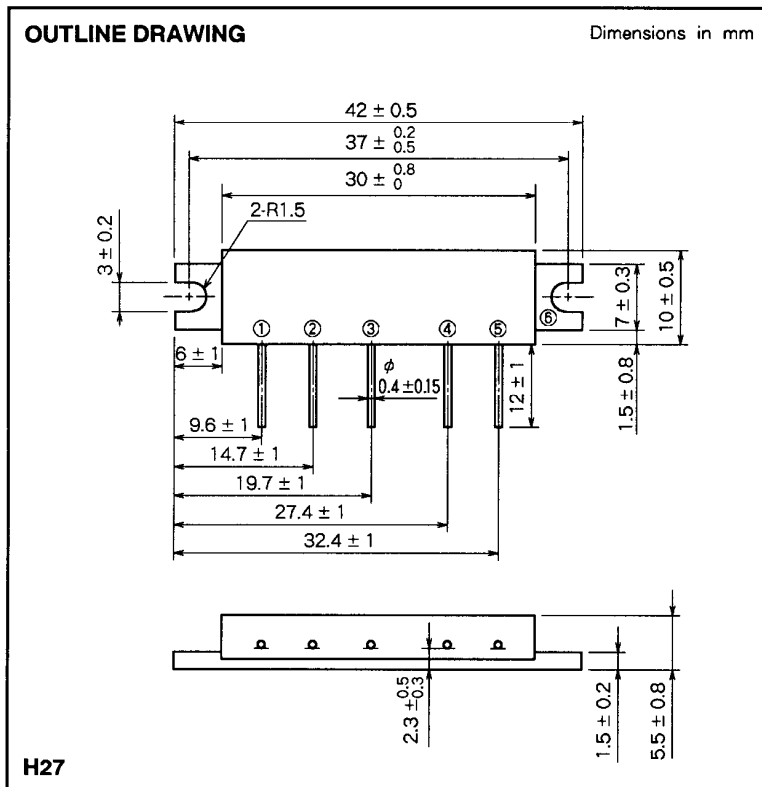 OUTLINE DRAWING
Dimensions in mm
42 ± 0.5
37 ± 0.2 0.5
30 ± 0.8 0
2-R1.5
3 ± 0.2
7 ± 0.3
10 ± 0.5
⑥
① ② ③ ④ ⑤
6 ± 1
φ
0.4 ±0.15
12 ± 1
1.5 ± 0.8
9.6 ± 1
14.7 ± 1
19.7 ± 1
27.4 ± 1
32.4 ± 1
2.3 ± 0.5 0.3
1.5 ± 0.2
5.5 ± 0.8
H27